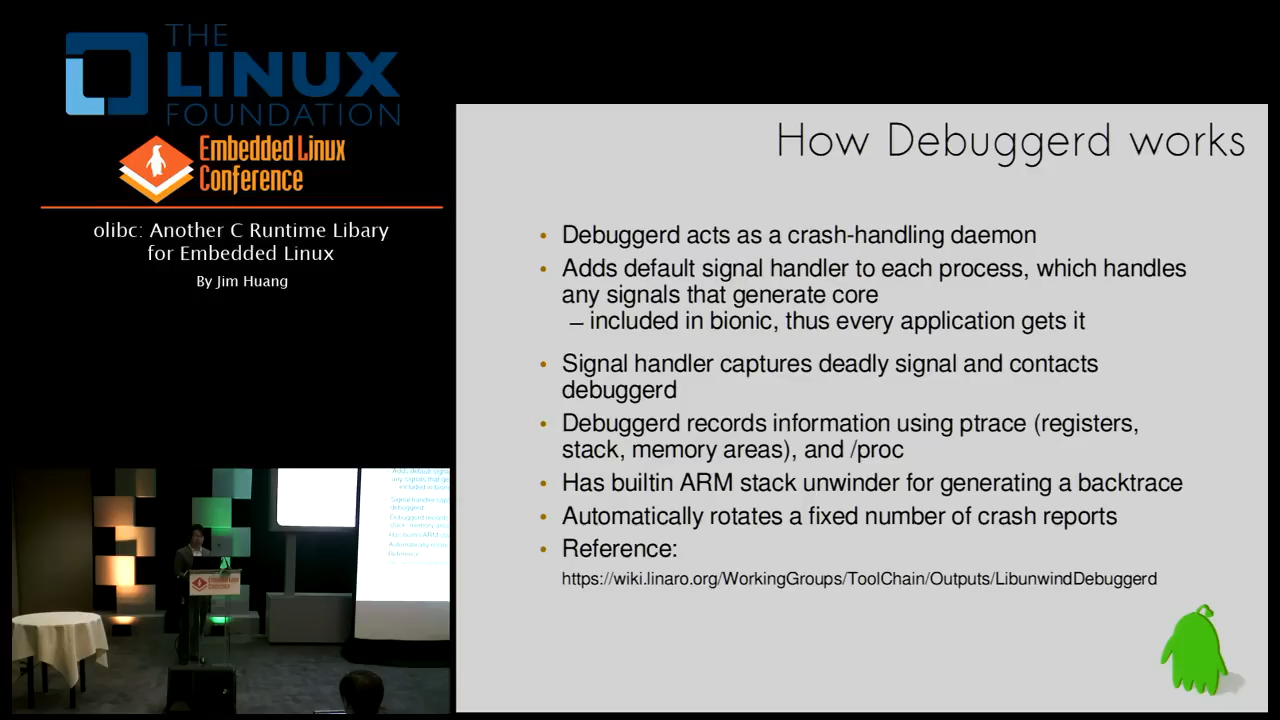 THE
LINUX
FOUNDATION
Embedded Linux
Conference
olibc: Another C Runtime Libary
for Embedded Linux
By Jim Huang
How Debuggerd works
• Debuggerd acts as a crash-handling daemon
• Adds default signal handler to each process, which handles
any signals that generate core
– included in bionic, thus every application gets it
• Signal handler captures deadly signal and contacts
debuggerd
• Debuggerd records information using ptrace (registers,
stack, memory areas), and /proc
• Has builtin ARM stack unwinder for generating a backtrace
• Automatically rotates a fixed number of crash reports
• Reference:
https://wiki.linaro.org/WorkingGroups/ToolChain/Outputs/LibunwindDebuggerd